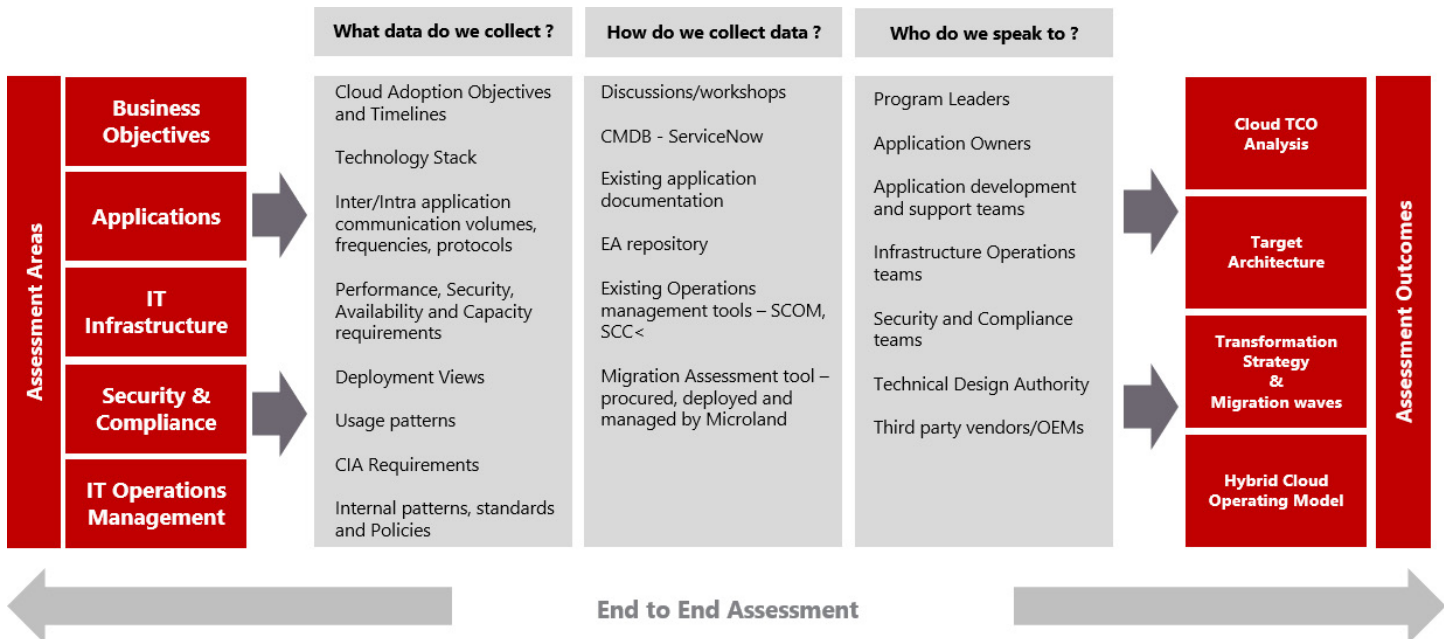 What data do we collect ?
How do we collect data ?
Who do we speak to ?
Assessment Areas
Business
Objectives
Applications
IT
Infrastructure
Security &
Compliance
IT Operations
Management
Cloud Adoption Objectives
and Timelines
Technology Stack
Inter/Intra application
communication volumes,
frequencies, protocols
Performance, Security,
Availability and Capacity
requirements
Deployment Views
Usage patterns
CIA Requirements
Internal patterns, standards
and Policies
Discussions/workshops
CMDB - ServiceNow
Existing application
documentation
EA repository
Existing Operations
management tools – SCOM,
SCC<
Migration Assessment tool –
procured, deployed and
managed by Microland
Program Leaders
Application Owners
Application development
and support teams
Infrastructure Operations
teams
Security and Compliance
teams
Technical Design Authority
Third party vendors/OEMs
Cloud TCO
Analysis
Target
Architecture
Transformation
Strategy
&
Migration waves
Hybrid Cloud
Operating Model
Assessment Outcomes
End to End Assessment